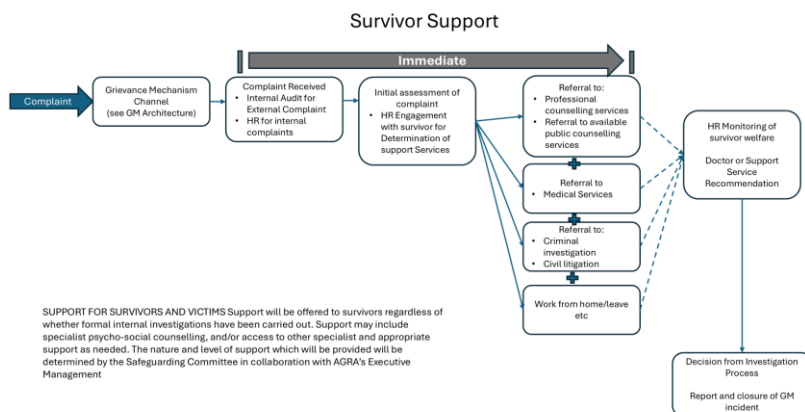 Survivor Support
Immediate
Complaint
Grievance Mechanism
Channel
(see GM Architecture)
Complaint Received
• Internal Audit for
External Complaint
• HR for internal
complaints
Initial assessment of
complaint
• HR Engagement
with survivor for
Determination of
support Services
Referral to:
• Professional
counselling services
• Referral to available
public counselling
services
Referral to
• Medical Services
Referral to:
• Criminal
investigation
• Civil litigation
Work from home/leave
etc
HR Monitoring of
survivor welfare
Doctor or Support
Service
Recommendation
SUPPORT FOR SURVIVORS AND VICTIMS Support will be offered to survivors regardless of
whether formal internal investigations have been carried out. Support may include
specialist psycho-social counselling, and/or access to other specialist and appropriate
support as needed. The nature and level of support which will be provided will be
determined by the Safeguarding Committee in collaboration with AGRA's Executive
Management
Decision from Investigation
Process
Report and closure of GM
incident